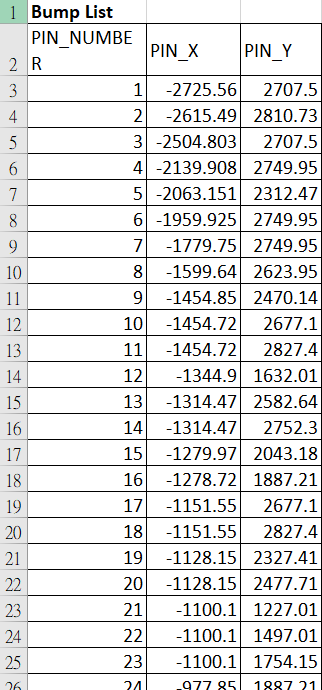 1 Bump List
PIN_NUMBE
2 R PIN_X PIN_Y
3 1 -2725.56 2707.5
4 2 -2615.49 2810.73
5 3 -2504.803 2707.5
6 4 -2139.908 2749.95
7 5 -2063.151 2312.47
8 6 -1959.925 2749.95
9 7 -1779.75 2749.95
10 8 -1599.64 2623.95
11 9 -1454.85 2470.14
12 10 -1454.72 2677.1
13 11 -1454.72 2827.4
14 12 -1344.9 1632.01
15 13 -1314.47 2582.64
16 14 -1314.47 2752.3
17 15 -1279.97 2043.18
18 16 -1278.72 1887.21
19 17 -1151.55 2677.1
20 18 -1151.55 2827.4
21 19 -1128.15 2327.41
22 20 -1128.15 2477.71
23 21 -1100.1 1227.01
24 22 -1100.1 1497.01
25 23 -1100.1 1754.15
26 24 -977.85 1887.21